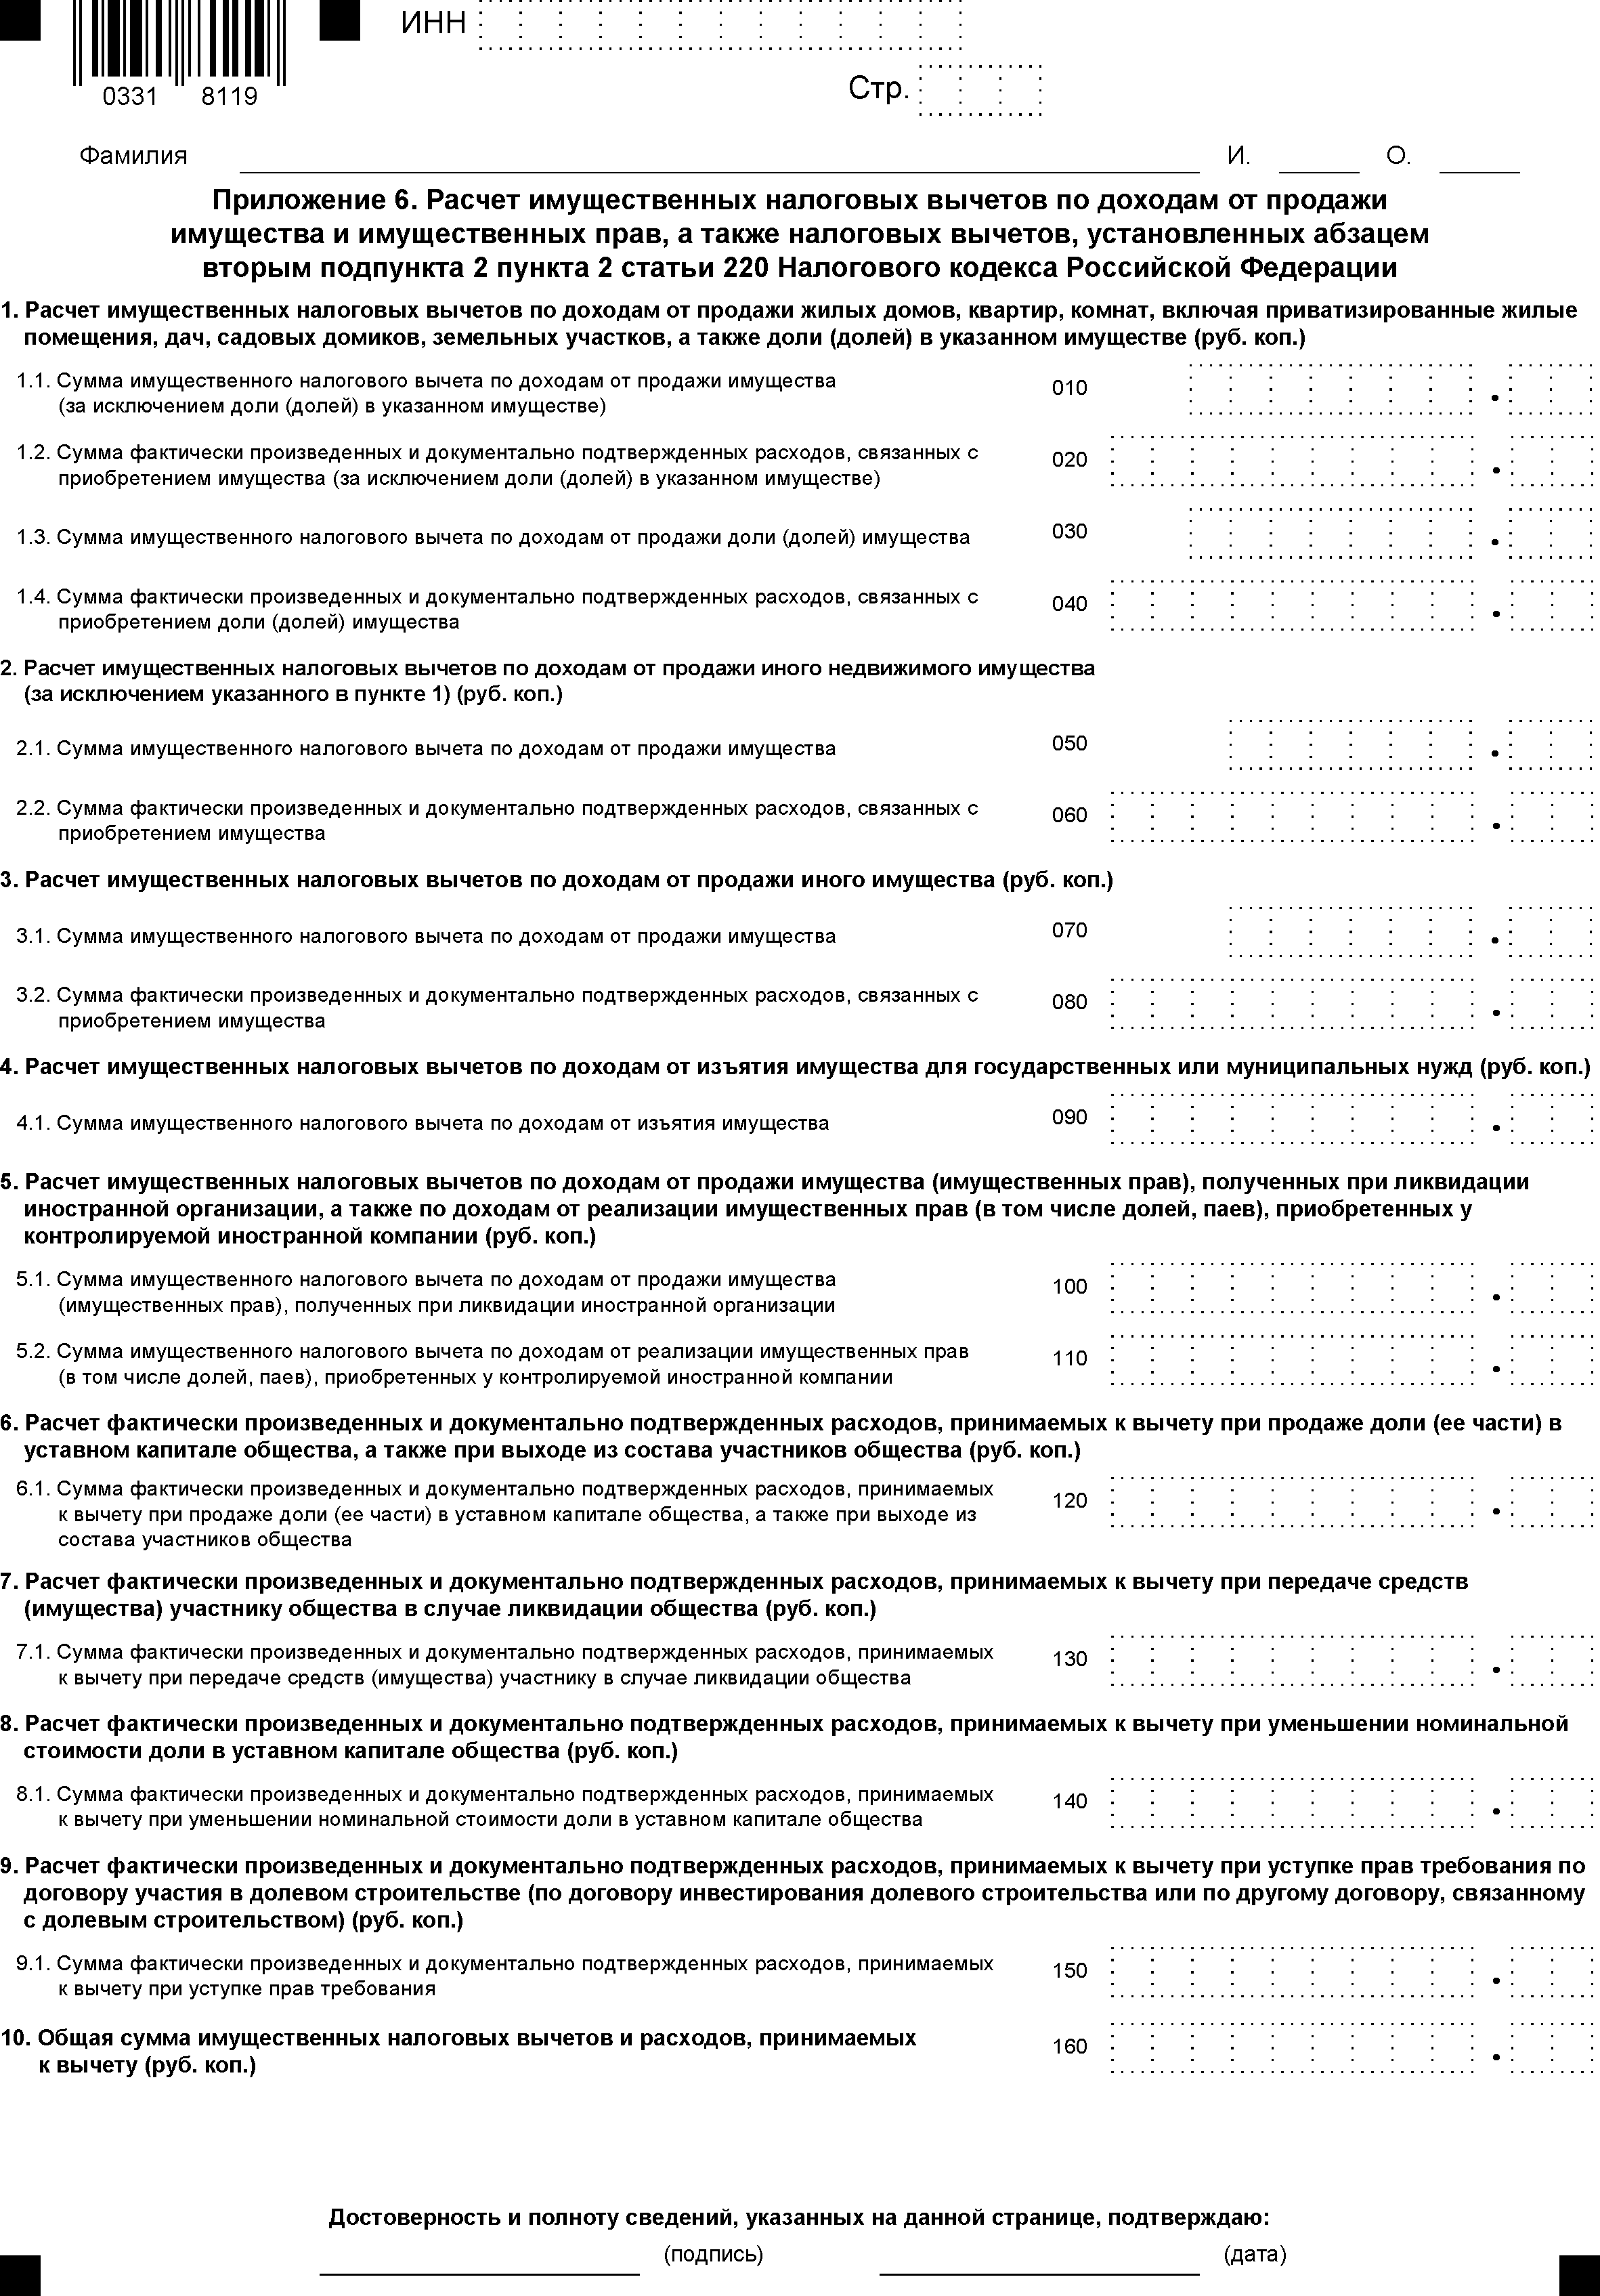 ИНН
0331 8119
Стр.
Фамилия И. О.
Приложение 6. Расчет имущественных налоговых вычетов по доходам от продажи
имущества и имущественных прав, а также налоговых вычетов, установленных абзацем
вторым подпункта 2 пункта 2 статьи 220 Налогового кодекса Российской Федерации
1. Расчет имущественных налоговых вычетов по доходам от продажи жилых домов, квартир, комнат, включая приватизированные жилые
помещения, дач, садовых домиков, земельных участков, а также доли (долей) в указанном имуществе (руб. коп.)
1.1. Сумма имущественного налогового вычета по доходам от продажи имущества 010
(за исключением доли (долей) в указанном имуществе)
1.2. Сумма фактически произведенных и документально подтвержденных расходов, связанных с 020
приобретением имущества (за исключением доли (долей) в указанном имуществе)
1.3. Сумма имущественного налогового вычета по доходам от продажи доли (долей) имущества 030
1.4. Сумма фактически произведенных и документально подтвержденных расходов, связанных с 040
приобретением доли (долей) имущества
2. Расчет имущественных налоговых вычетов по доходам от продажи иного недвижимого имущества
(за исключением указанного в пункте 1) (руб. коп.)
2.1. Сумма имущественного налогового вычета по доходам от продажи имущества 050
2.2. Сумма фактически произведенных и документально подтвержденных расходов, связанных с 060
приобретением имущества
3. Расчет имущественных налоговых вычетов по доходам от продажи иного имущества (руб. коп.)
3.1. Сумма имущественного налогового вычета по доходам от продажи имущества 070
3.2. Сумма фактически произведенных и документально подтвержденных расходов, связанных с 080
приобретением имущества
4. Расчет имущественных налоговых вычетов по доходам от изъятия имущества для государственных или муниципальных нужд (руб. коп.)
4.1. Сумма имущественного налогового вычета по доходам от изъятия имущества 090
5. Расчет имущественных налоговых вычетов по доходам от продажи имущества (имущественных прав), полученных при ликвидации
иностранной организации, а также по доходам от реализации имущественных прав (в том числе долей, паев), приобретенных у
контролируемой иностранной компании (руб. коп.)
5.1. Сумма имущественного налогового вычета по доходам от продажи имущества 100
(имущественных прав), полученных при ликвидации иностранной организации
5.2. Сумма имущественного налогового вычета по доходам от реализации имущественных прав 110
(в том числе долей, паев), приобретенных у контролируемой иностранной компании
6. Расчет фактически произведенных и документально подтвержденных расходов, принимаемых к вычету при продаже доли (ее части) в
уставном капитале общества, а также при выходе из состава участников общества (руб. коп.)
6.1. Сумма фактически произведенных и документально подтвержденных расходов, принимаемых 120
к вычету при продаже доли (ее части) в уставном капитале общества, а также при выходе из
состава участников общества
7. Расчет фактически произведенных и документально подтвержденных расходов, принимаемых к вычету при передаче средств
(имущества) участнику общества в случае ликвидации общества (руб. коп.)
7.1. Сумма фактически произведенных и документально подтвержденных расходов, принимаемых 130
к вычету при передаче средств (имущества) участнику в случае ликвидации общества
8. Расчет фактически произведенных и документально подтвержденных расходов, принимаемых к вычету при уменьшении номинальной
стоимости доли в уставном капитале общества (руб. коп.)
8.1. Сумма фактически произведенных и документально подтвержденных расходов, принимаемых 140
к вычету при уменьшении номинальной стоимости доли в уставном капитале общества
9. Расчет фактически произведенных и документально подтвержденных расходов, принимаемых к вычету при уступке прав требования по
договору участия в долевом строительстве (по договору инвестирования долевого строительства или по другому договору, связанному
с долевым строительством) (руб. коп.)
9.1. Сумма фактически произведенных и документально подтвержденных расходов, принимаемых 150
к вычету при уступке прав требования
10. Общая сумма имущественных налоговых вычетов и расходов, принимаемых 160
к вычету (руб. коп.)
Достоверность и полноту сведений, указанных на данной странице, подтверждаю:
(подпись) (дата)